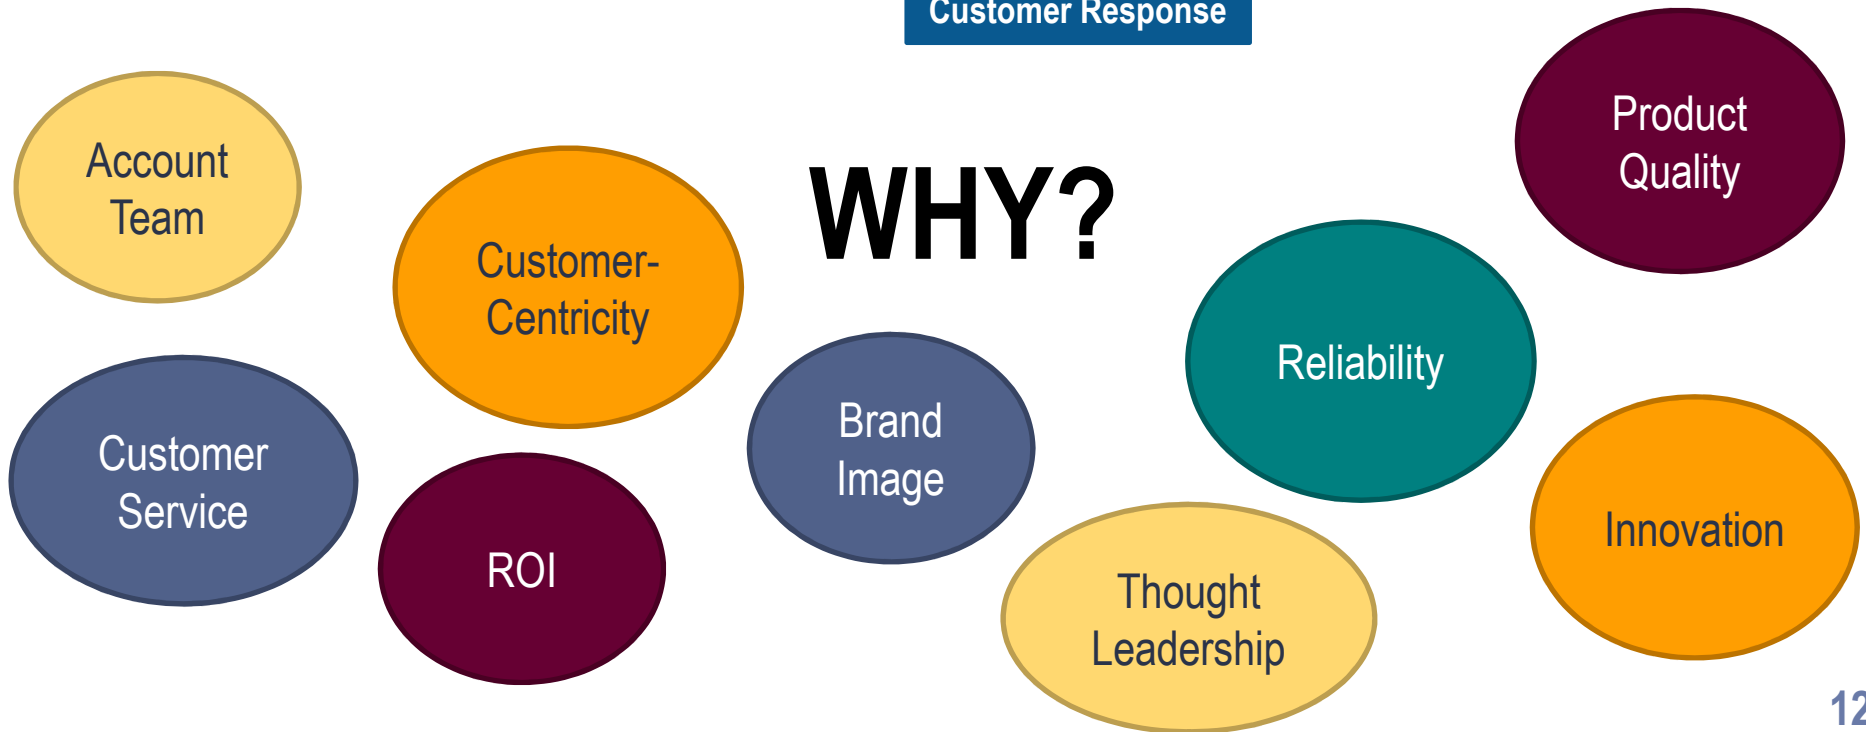 Customer Response
Account
Team
Customer-
Centricity
WHY?
Product
Quality
Customer
Service
ROI
Brand
Image
Reliability
Thought
Leadership
Innovation
12